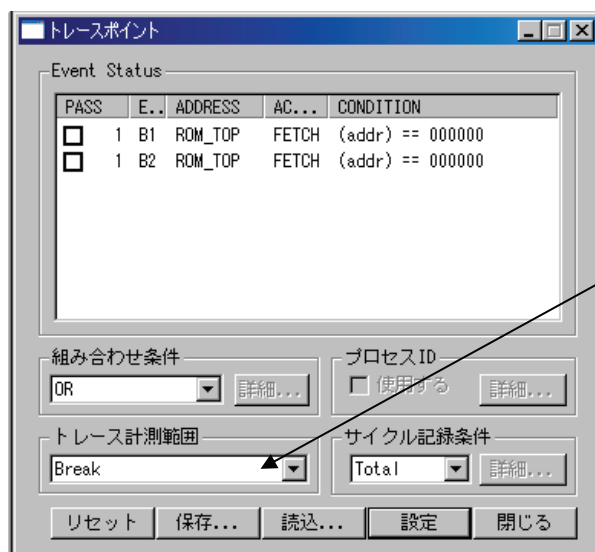 トレースポイント
Event Status
PASS E.. ADDRESS AC... CONDITION
1 B1 ROM_TOP FETCH (addr) == 000000
1 B2 ROM_TOP FETCH (addr) == 000000
組み合わせ条件 プロセスID
OR 詳細... 使用する 詳細...
トレース計測範囲 サイクル記録条件
Break Total 詳細...
リセット 保存... 読込... 設定 閉じる